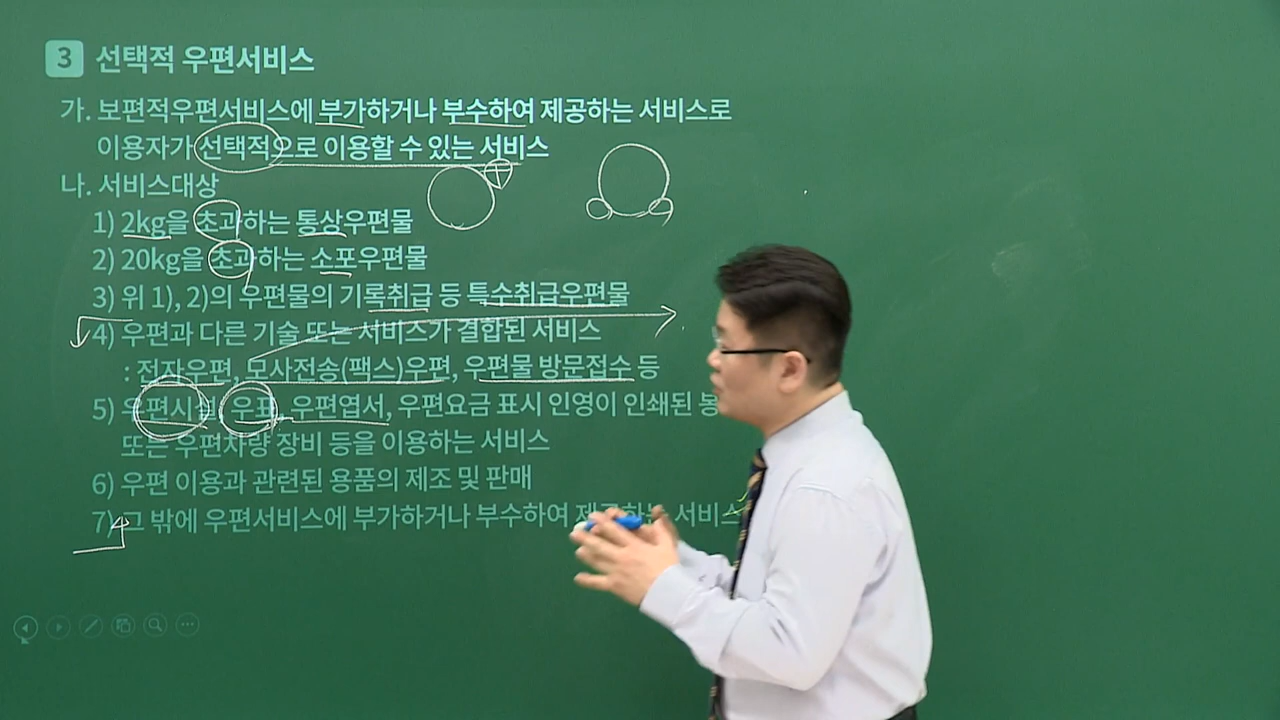 3 선택적 우편서비스
가. 보편적우편서비스에 부가하거나 부수하여 제공하는 서비스로
이용자가 선택적으로 이용할 수 있는 서비스
나. 서비스대상
1) 2kg을 초과하는 통상우편물
2) 20kg을 초과하는 소포우편물
3) 위 1), 2)의 우편물의 기록취급 등 특수취급우편물
4) 우편과 다른 기술 또는 서비스가 결합된 서비스
: 전자우편, 모사전송(팩스)우편, 우편물 방문접수 등
5) 우편시설, 우표, 우편엽서, 우편요금 표시 인영이 인쇄된
또는 우편차량 장비 등을 이용하는 서비스
6) 우편 이용과 관련된 용품의 제조 및 판매
7) 그 밖에 우편서비스에 부가하거나 부수하여 제공하는 서비스